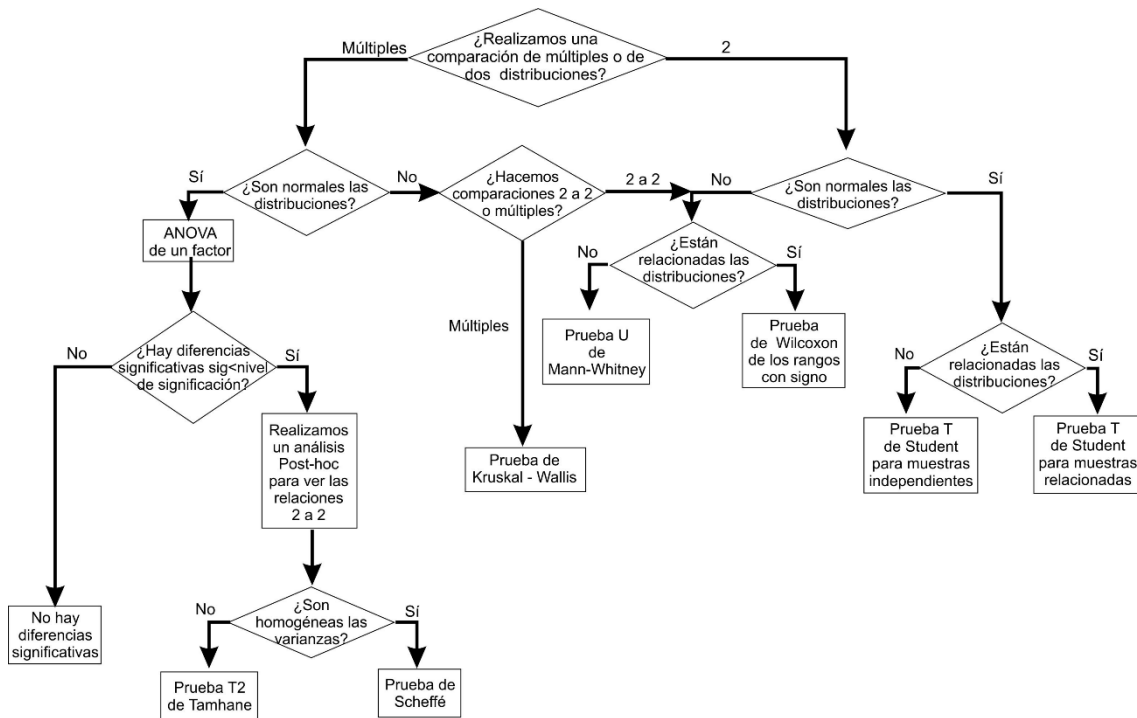 ¿Realizamos una
comparación de múltiples o de
dos distribuciones?
Múltiples
2
¿Son normales las
distribuciones?
Sí
No
¿Hacemos
comparaciones 2 a 2
o múltiples?
2 a 2
No
¿Son normales las
distribuciones?
Sí
ANOVA
de un factor
¿Están
relacionadas las
distribuciones?
No
Sí
Múltiples
Prueba U
de
Mann-Whitney
Prueba
de Wilcoxon
de los rangos
con signo
¿Hay diferencias
significativas sig<nivel
de significación?
No
Sí
¿Están
relacionadas las
distribuciones?
No
Sí
Realizamos
un análisis
Post-hoc
para ver las
relaciones
2 a 2
Prueba de
Kruskal - Wallis
Prueba T
de Student
para muestras
independientes
Prueba T
de Student
para muestras
relacionadas
No hay
diferencias
significativas
¿Son
homogéneas las
varianzas?
No
Sí
Prueba T2
de Tamhane
Prueba de
Scheffé